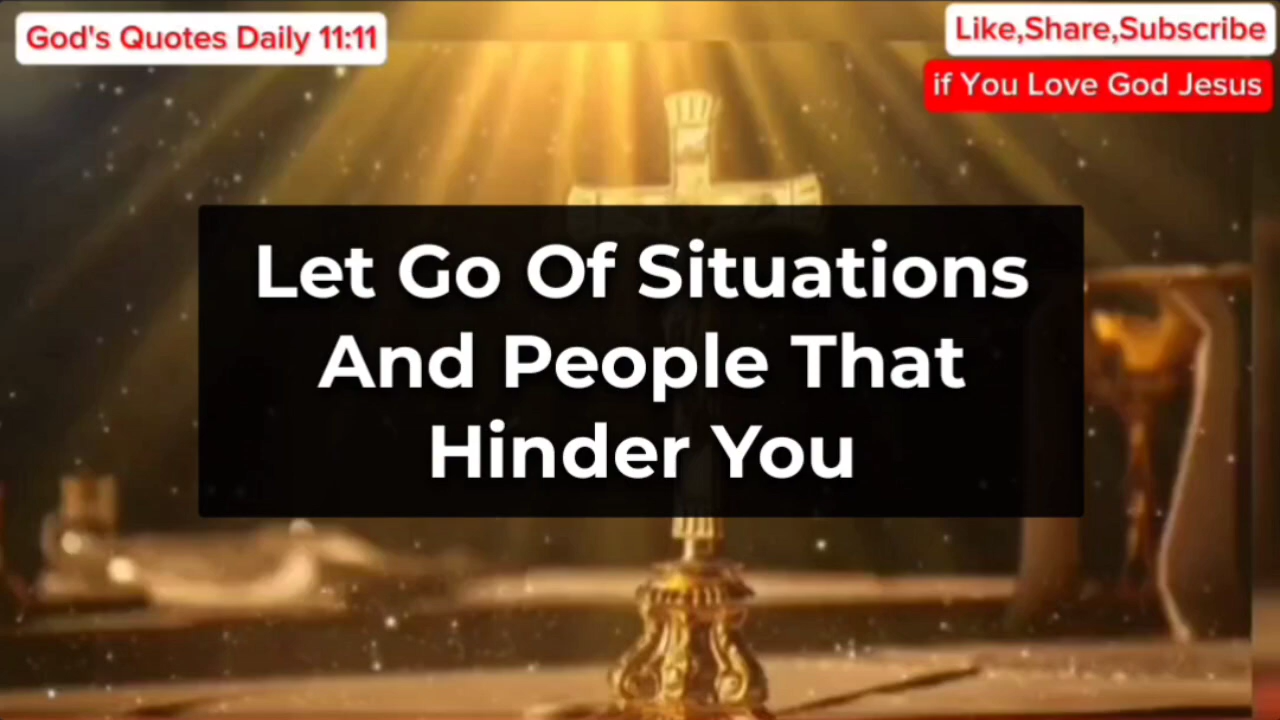 God's Quotes Daily 11:11
Like,Share,Subscribe
if You Love God Jesus
Let Go Of Situations
And People That
Hinder You